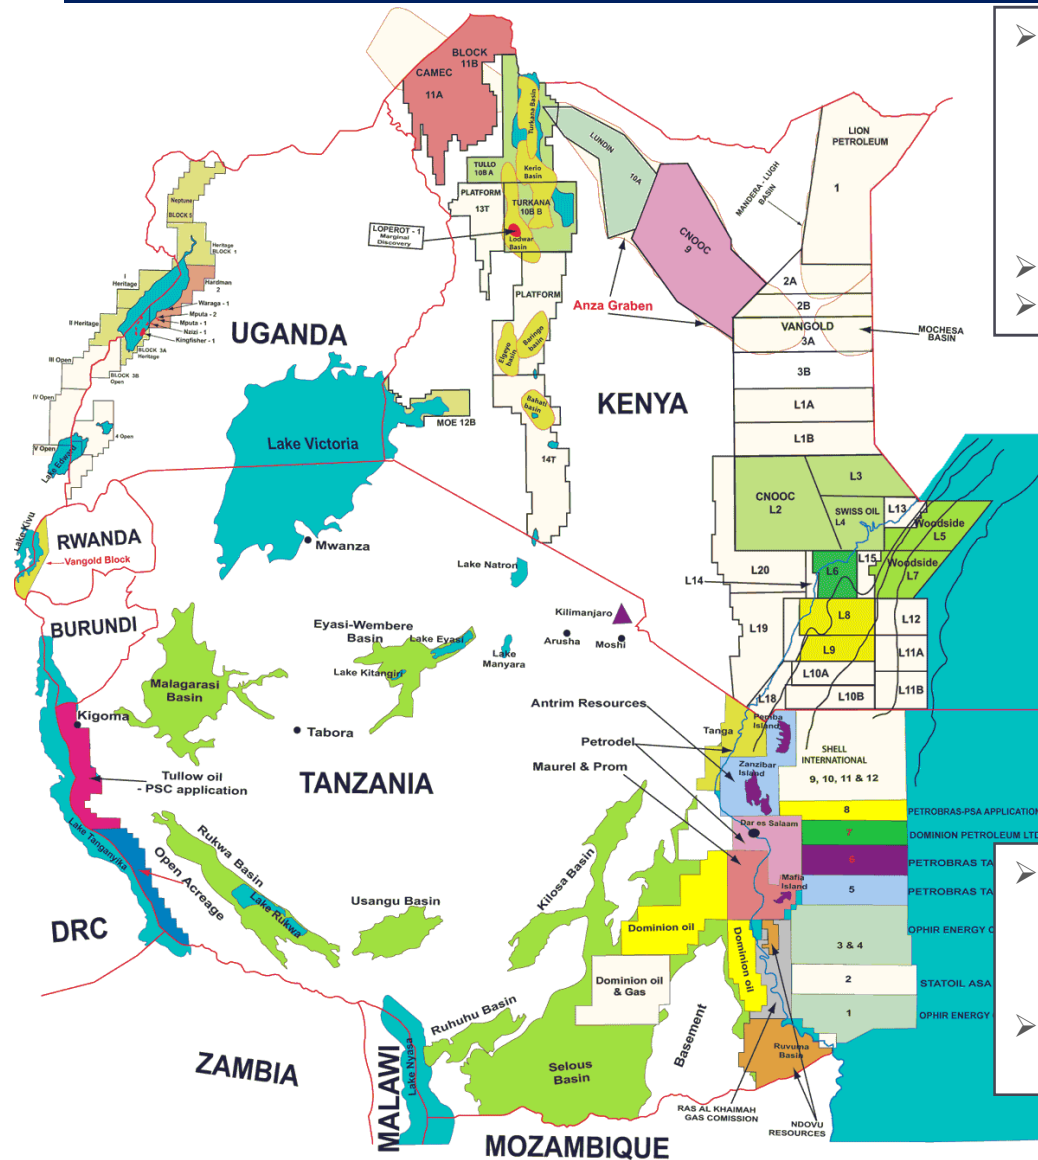 BLOCK
11B
CAMEC
11A
LION
PETROLEUM
1
MANDERA - LUGH
BASIN
LUNDIN
10A
Turkana Basin
TULLO
10B A
Kerio
Basin
PLATFORM
13T
TURKANA
10B B
LOPEROT - 1
Marginal
Discovery
Lodwar
Basin
CNOOC
9
Neptune
BLOCK 5
Heritage
BLOCK 1
I
Heritage
Hardman
2
Waraga - 1
Mputa - 2
Mputa - 1
Naizi - 1
Kingfisher - 1
II Heritage
BLOCK 3A
Heritage
BLOCK 3B
Open
III Open
IV Open
4 Open
V Open
Lake Edward
UGANDA
PLATFORM
Anza Graben
2A
2B
VANGOLD
3A
MOCHESA
BASIN
3B
Elgeyo
basin
Baringo
basin
Bahati
basin
KENYA
MOE 12B
L1A
L1B
Lake Victoria
14T
L3
CNOOC
L2
SWISS OIL
L4
L13
Woodside
L5
Lake Kivu
RWANDA
Vangold Block
Mwanza
Lake Natron
L14
L20
L6
L15
Woodside
L7
BURUNDI
Kilimanjaro
Eyasi-Wembere
Basin
Lake Eyasi
Arusha
Moshi
Lake
Manyara
Lake Kitangiri
L8
L12
L19
L9
L11A
L10A
L18
L10B
L11B
Malagarasi
Basin
Kigoma
Tabora
Antrim Resources
Petrodel
Maurel & Prom
Tanga
Pemba
Island
Zanzibar
Island
SHELL
INTERNATIONAL
9, 10, 11 & 12
Tullow oil
- PSC application
TANZANIA
8
PETROBRAS-PSA APPLICATION
Dar es Salaam
7
DOMINION PETROLEUM LTD
6
PETROBRAS TA
Mafia
Island
5
PETROBRAS TA
Lake Tanganyika
Open Acreage
Rukwa Basin
Lake Rukwa
Usangu Basin
Kilosa Basin
DRC
Dominion oil
Dominion oil
OPHIR ENERGY C
3 & 4
Dominion oil
& Gas
2
STATOIL ASA
1
OPHIR ENERGY
Ruhuhu Basin
Basement
Ruvuma
Basin
Selous
Basin
ZAMBIA
MALAWI
Lake Nyasa
RAS AL KHAIMAH
GAS COMISSION
NDOVU
RESOURCES
MOZAMBIQUE